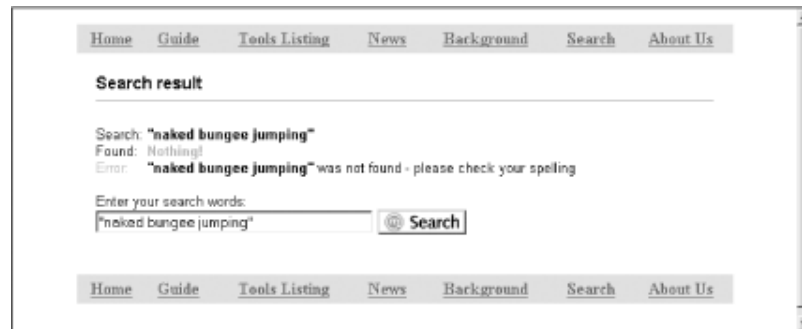 Home Guide Tools Listing News Background Search About Us
Search result
Search: "naked bungee jumping"
Found: Nothing!
Error: "naked bungee jumping" was not found - please check your spelling
Enter your search words:
"naked bungee jumping" Search
Home Guide Tools Listing News Background Search About Us